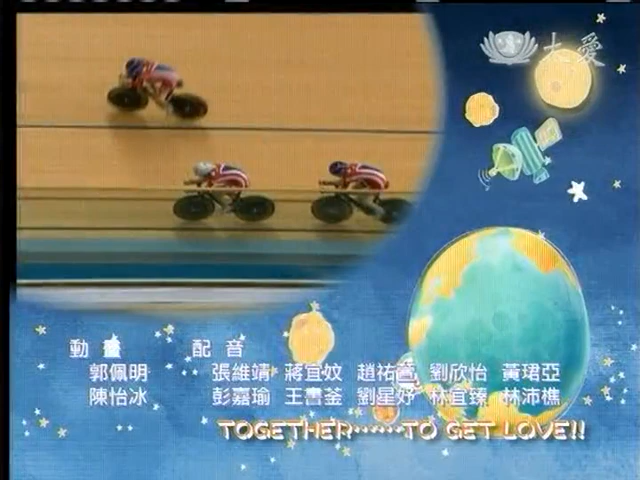 大愛
動畫 配音
郭佩明 張維靖 蔣宜妏 趙祐萱 劉欣怡 黃珺亞
陳怡冰 彭嘉瑜 王書荃 劉星妤 林宜臻 林沛樵
TOGETHER……TO GET LOVE!!